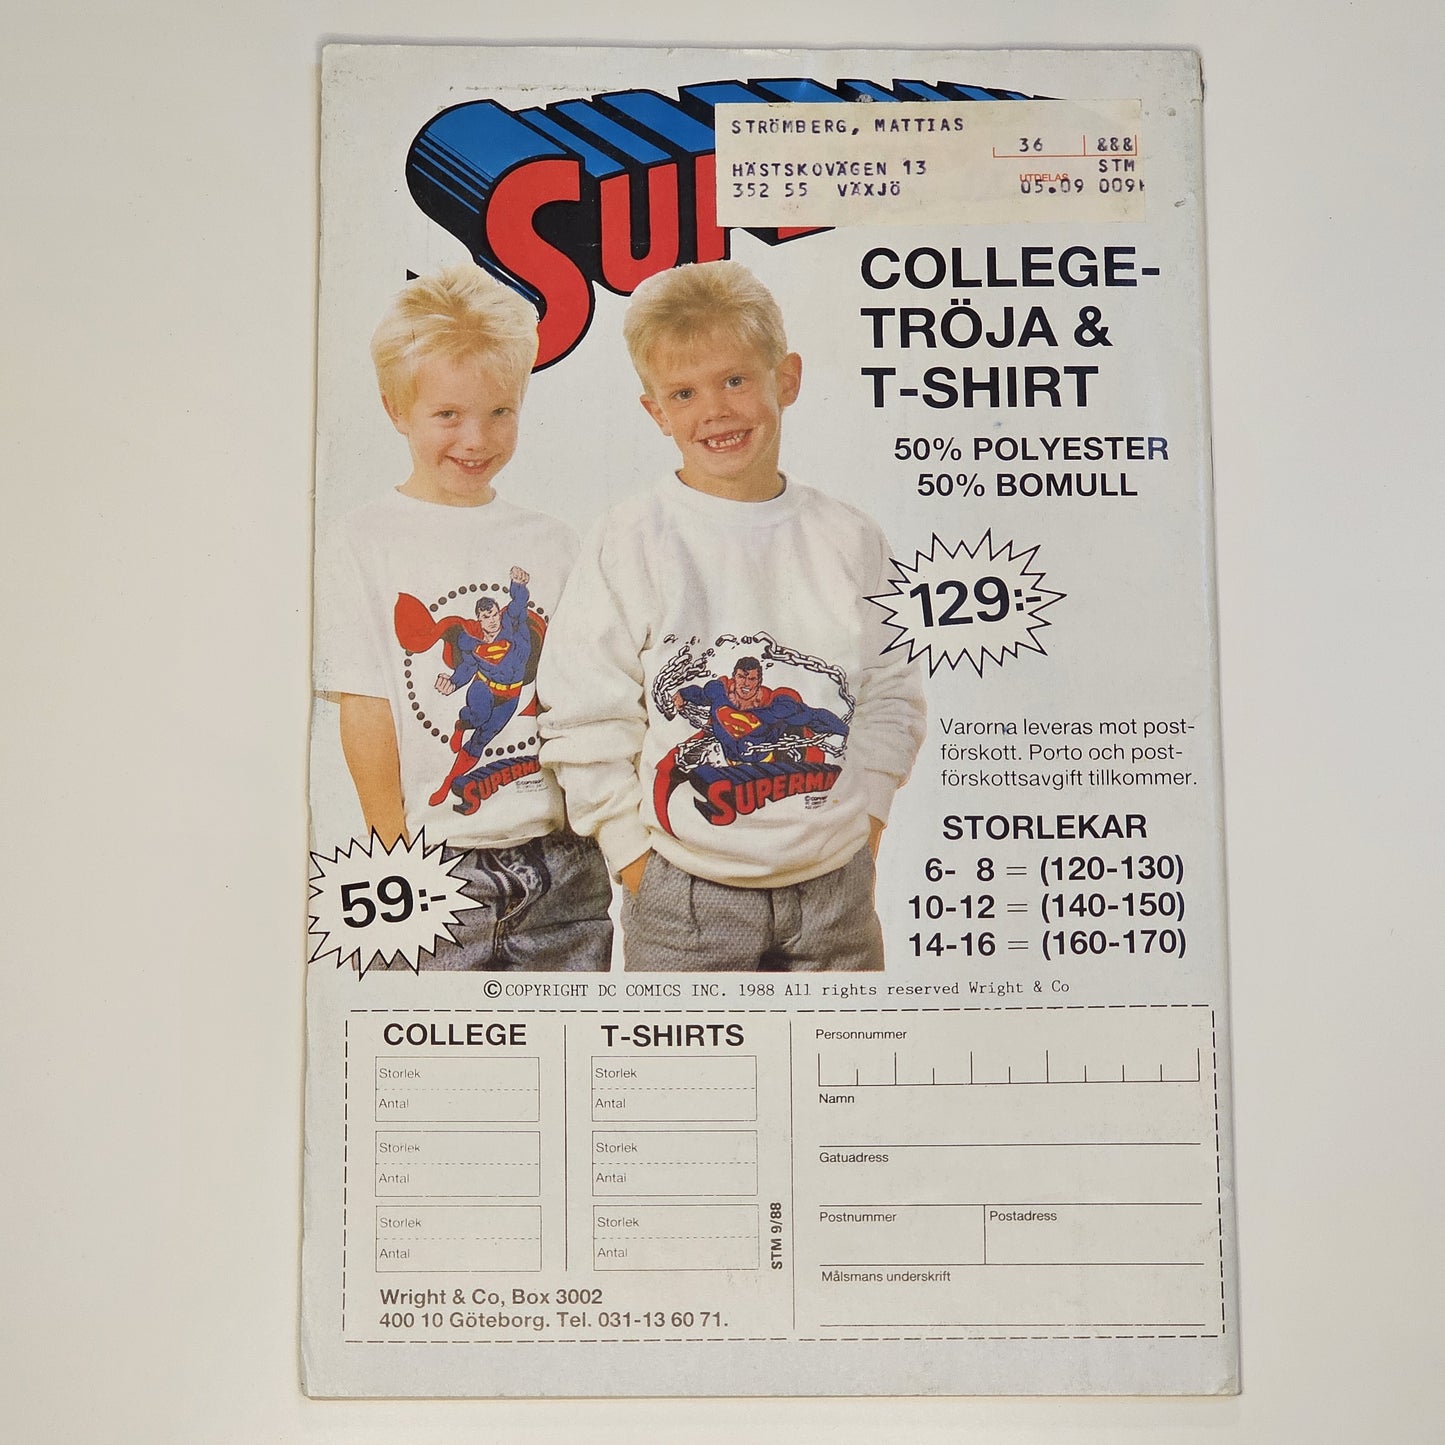 STRÖMBERG, MATTIAS
36 &&&
HÄSTSKOVÄGEN 13 STM
UTDELAS
352 55 VÄXJÖ 05.09 009
COLLEGE-
TRÖJA &
T-SHIRT
50% POLYESTER
50% BOMULL
129:-
SUPERMA
SUPERMA
Varorna leveras mot post-
förskott. Porto och post-
förskottsavgift tillkommer.
STORLEKAR
6- 8 = (120-130)
10-12 = (140-150)
14-16 = (160-170)
59:-
© COPYRIGHT DC COMICS INC. 1988 All rights reserved Wright & Co
COLLEGE
Storlek
Antal
Storlek
Antal
Storlek
Antal
T-SHIRTS
Storlek
Antal
Storlek
Antal
Storlek
Antal
STM 9/88
Wright & Co, Box 3002
400 10 Göteborg. Tel. 031-13 60 71.
Personnummer
Namn
Gatuadress
Postnummer Postadress
Målsmans underskrift